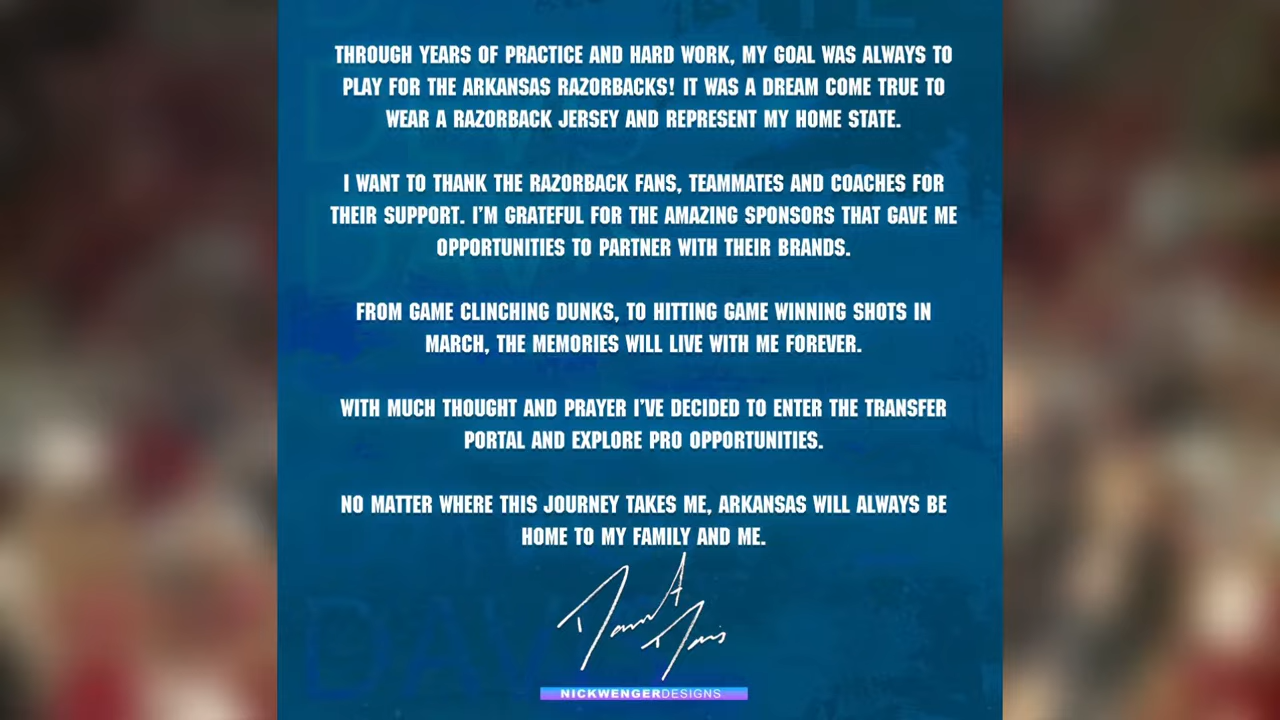 THROUGH YEARS OF PRACTICE AND HARD WORK, MY GOAL WAS ALWAYS TO
PLAY FOR THE ARKANSAS RAZORBACKS! IT WAS A DREAM COME TRUE TO
WEAR A RAZORBACK JERSEY AND REPRESENT MY HOME STATE.
I WANT TO THANK THE RAZORBACK FANS, TEAMMATES AND COACHES FOR
THEIR SUPPORT. I'M GRATEFUL FOR THE AMAZING SPONSORS THAT GAVE ME
OPPORTUNITIES TO PARTNER WITH THEIR BRANDS.
FROM GAME CLINCHING DUNKS, TO HITTING GAME WINNING SHOTS IN
MARCH, THE MEMORIES WILL LIVE WITH ME FOREVER.
WITH MUCH THOUGHT AND PRAYER I'VE DECIDED TO ENTER THE TRANSFER
PORTAL AND EXPLORE PRO OPPORTUNITIES.
NO MATTER WHERE THIS JOURNEY TAKES ME, ARKANSAS WILL ALWAYS BE
HOME TO MY FAMILY AND ME.
NICKWENGERDESIGNS